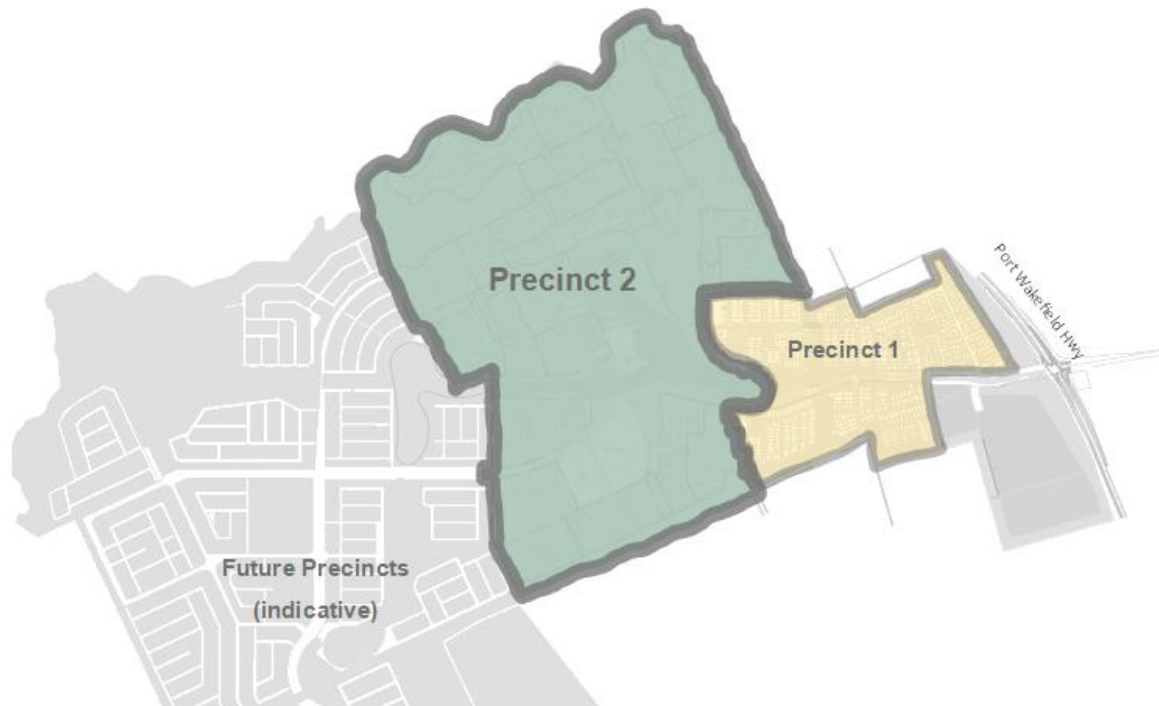 Port Wakefield Hwy
Precinct 2
Precinct 1
Future Precincts
(indicative)